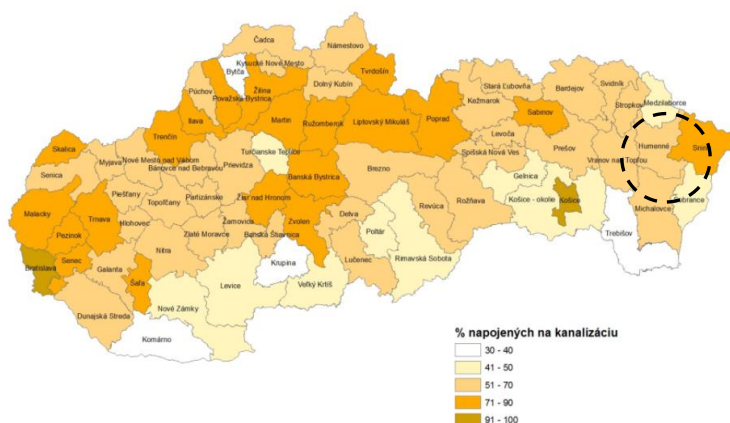 Čadca
Námestovo
Kysucké Nové Mesto
Bytča
Tvrdošín
Žilina
Dolný Kubín
Púchov
Považská Bystrica
Stará Ľubovňa
Bardejov
Svidník
Stropkov
Medzilaborce
Kežmarok
Ilava
Martin
Ružomberok
Liptovský Mikuláš
Poprad
Sabinov
Trenčín
Levoča
Humenné
Turčianske Teplice
Skalica
Myjava
Nové Mesto nad Váhom
Prievidza
Spišská Nová Ves
Prešov
Vranov nad Topľou
Bánovce nad Bebravou
Senica
Banská Bystrica
Brezno
Gelnica
Piešťany
Topoľčany
Partizánske
Žiar nad Hronom
Revúca
Rožňava
Košice - okolie
Košice
Michalovce
Malacky
Trnava
Hlohovec
Zlaté Moravce
Žarnovica
Banská Štiavnica
Zvolen
Detva
Poltár
Trebišov
Pezinok
Nitra
Krupina
Lučenec
Rimavská Sobota
Bratislava
Senec
Galanta
Šaľa
Levice
Veľký Krtíš
Nové Zámky
Dunajská Streda
Komárno
% napojených na kanalizáciu
30 - 40
41 - 50
51 - 70
71 - 90
91 - 100